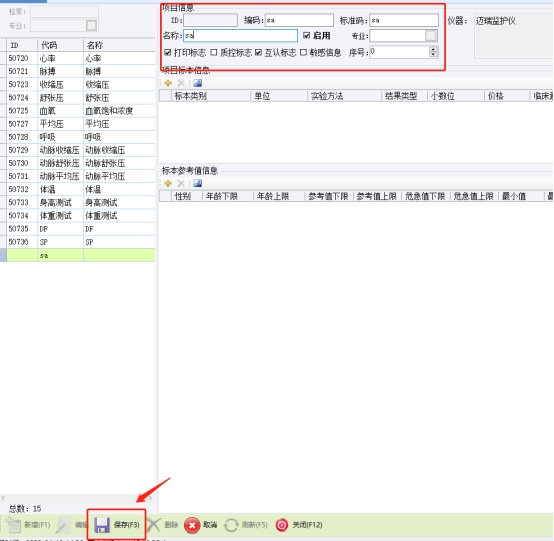 检索:
专业:
ID 代码 名称
50720 心率 心率
50721 脉搏 脉搏
50723 收缩压 收缩压
50724 舒张压 舒张压
50725 血氧 血氧饱和浓度
50727 平均压 平均压
50728 呼吸 呼吸
50729 动脉收缩压 动脉收缩压
50730 动脉舒张压 动脉舒张压
50731 动脉平均压 动脉平均压
50732 体温 体温
50733 身高测试 身高测试
50734 体重测试 体重测试
50735 DF DF
50736 SP SP
sa
总数: 15
项目信息
ID: 编码: sa 标准码: sa 仪器: 迈瑞监护仪
名称: sa 启用 专业:
打印标志 质控标志 互认标志 敏感信息 序号: 0
项目标本信息
标本类别 单位 实验方法 结果类型 小数位 价格
标本参考值信息
性别 年龄下限 年龄上限 参考值下限 参考值上限 危急值下限 危急值上限 最小值
新增(F1) 保存(F3) 删除 取消 刷新(F5) 关闭(F12)